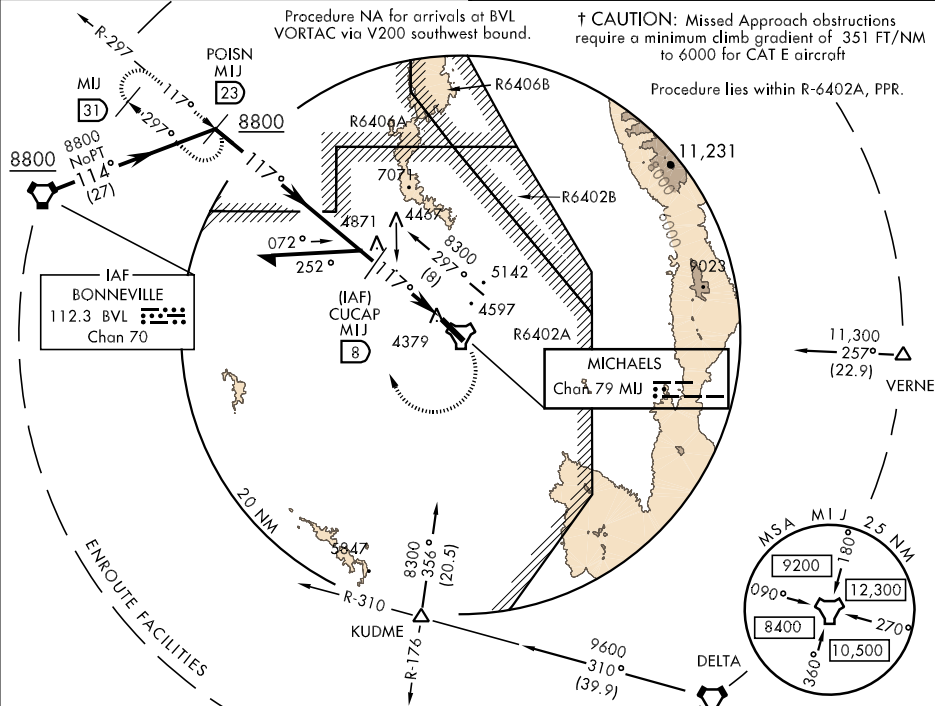 Procedure NA for arrivals at BVL
VORTAC via V200 southwest bound.
† CAUTION: Missed Approach obstructions
require a minimum climb gradient of 351 FT/NM
to 6000 for CAT E aircraft
Procedure lies within R-6402A, PPR.
R-297
POISN
MIJ
23
MIJ
31
117°
297°
8800
8800
8800
NoPT
114°
(27)
117°
R6406B
R6406A
11,231
8000
6000
7071
R6402B
4871
4467
072°
252°
8300
297°
(8)
5142
9023
117°
4597
(IAF)
CUCAP
MIJ
8
4379
R6402A
IAF
BONNEVILLE
112.3 BVL
Chan 70
MICHAELS
Chan 79 MIJ
11,300
257°
(22.9)
VERNE
20 NM
5847
8300
356°
(20.5)
R-310
KUDME
R-176
9600
310°
(39.9)
DELTA
ENROUTE FACILITIES
MSA MIJ 25 NM
180°
9200
090°
12,300
8400
270°
10,500
360°